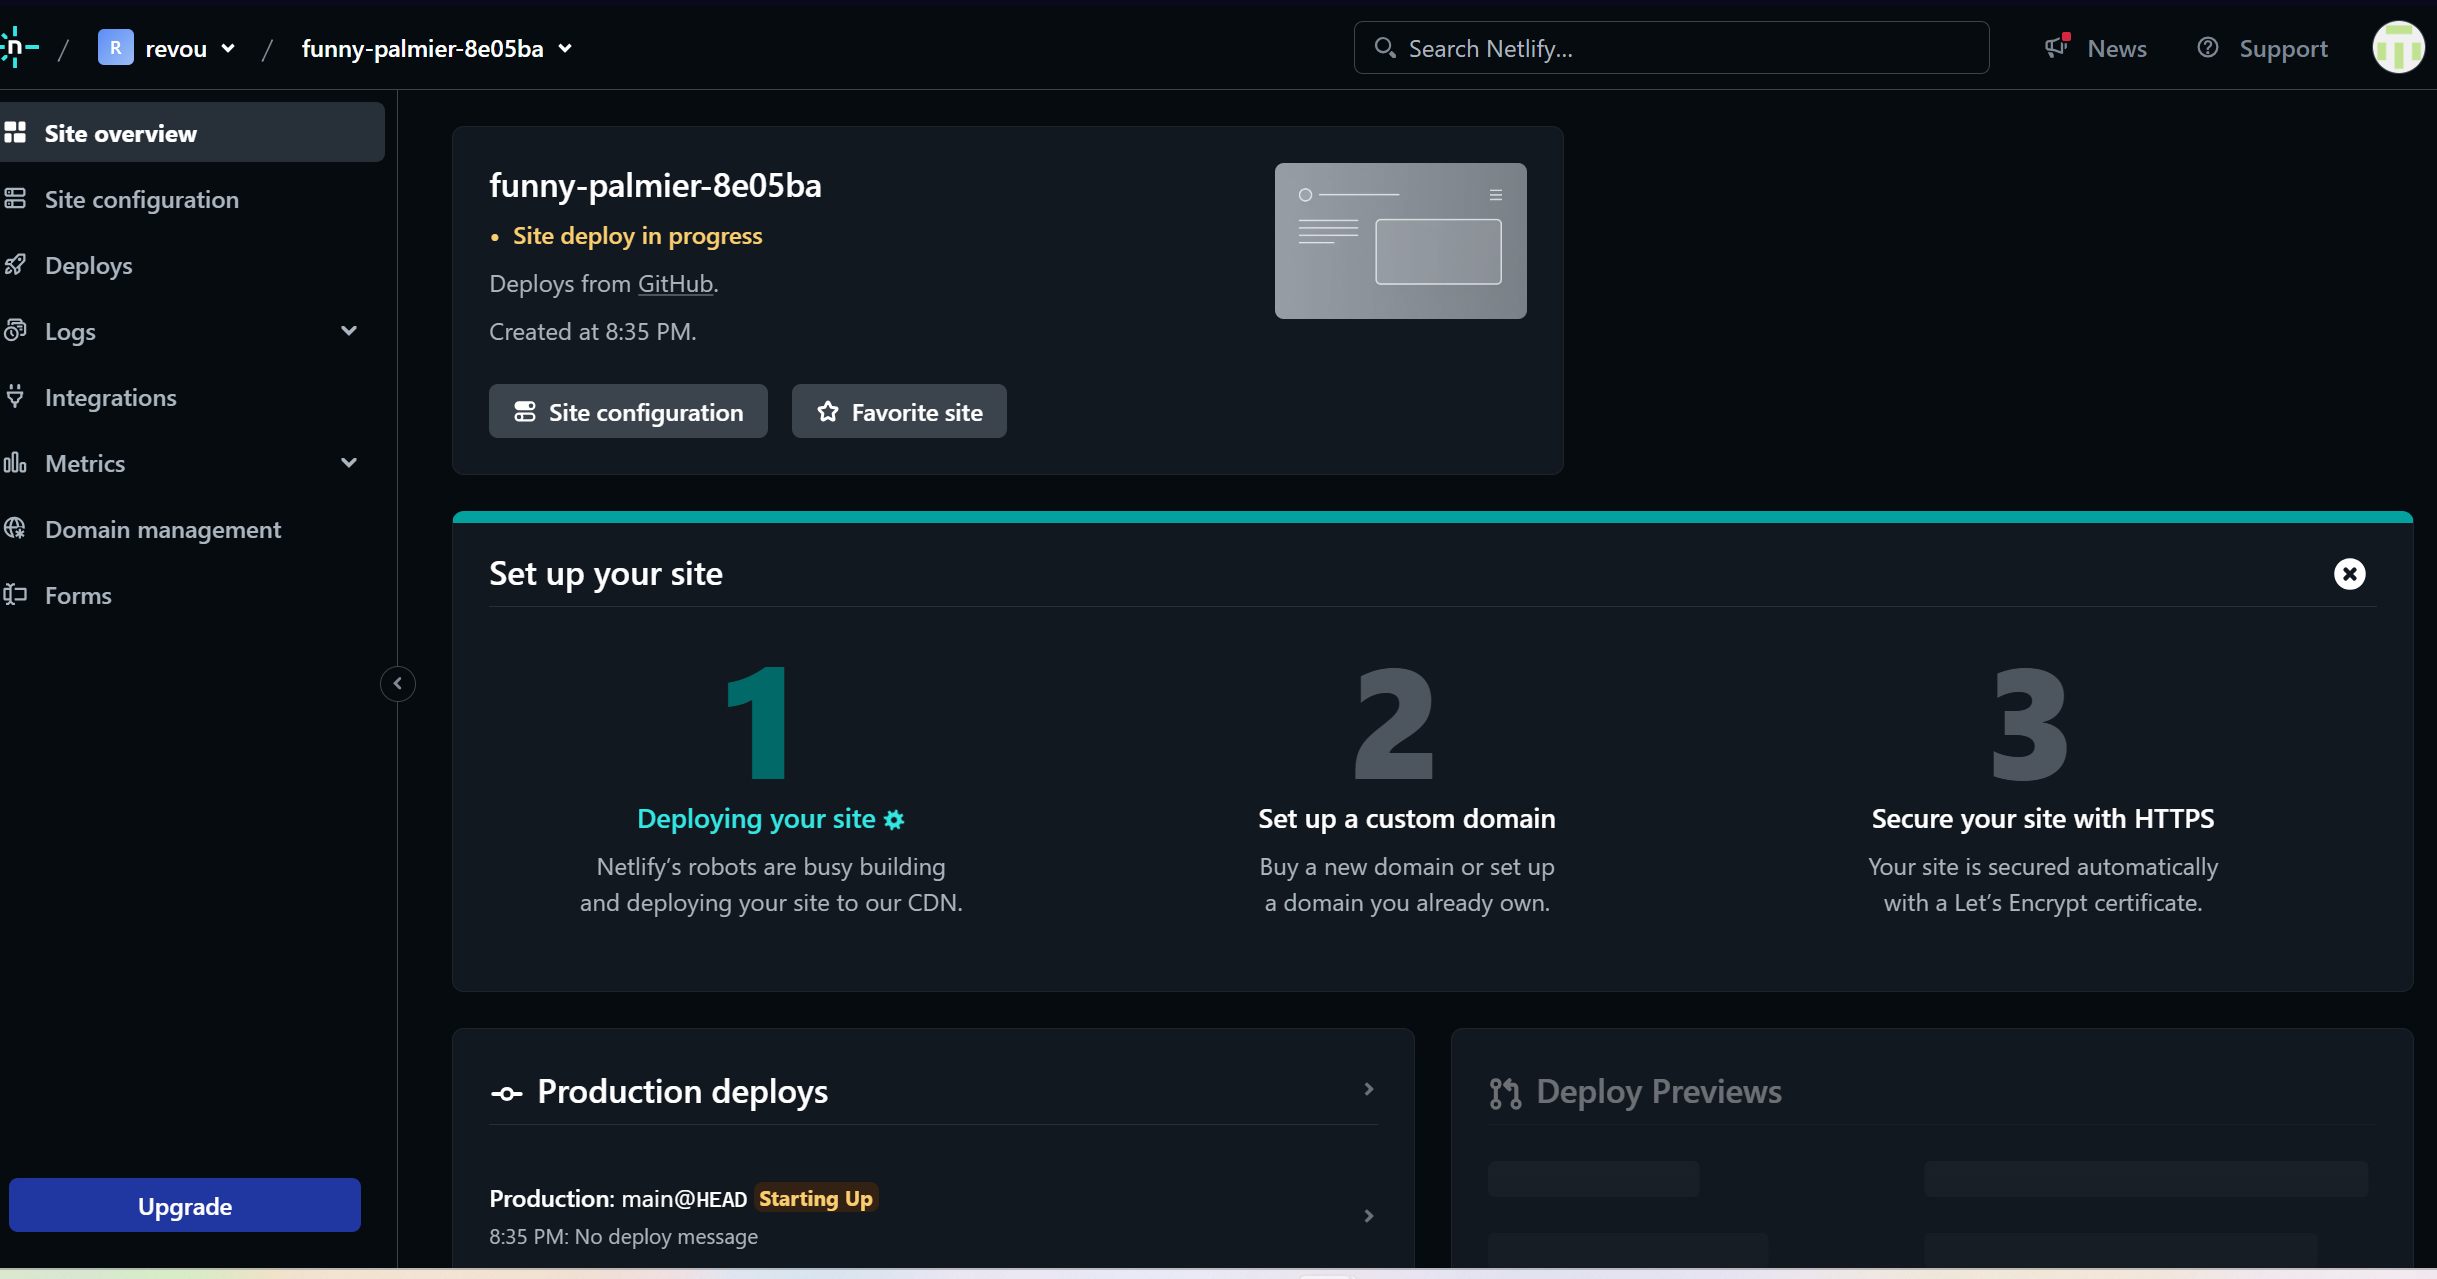 n / R revou / funny-palmier-8e05ba
Search Netlify...
News
Support
Site overview
Site configuration
Deploys
Logs
Integrations
Metrics
Domain management
Forms
Upgrade
funny-palmier-8e05ba
• Site deploy in progress
Deploys from GitHub.
Created at 8:35 PM.
Site configuration
Favorite site
Set up your site
1
Deploying your site
Netlify’s robots are busy building
and deploying your site to our CDN.
2
Set up a custom domain
Buy a new domain or set up
a domain you already own.
3
Secure your site with HTTPS
Your site is secured automatically
with a Let’s Encrypt certificate.
Production deploys
Production: main@HEAD Starting Up
8:35 PM: No deploy message
Deploy Previews